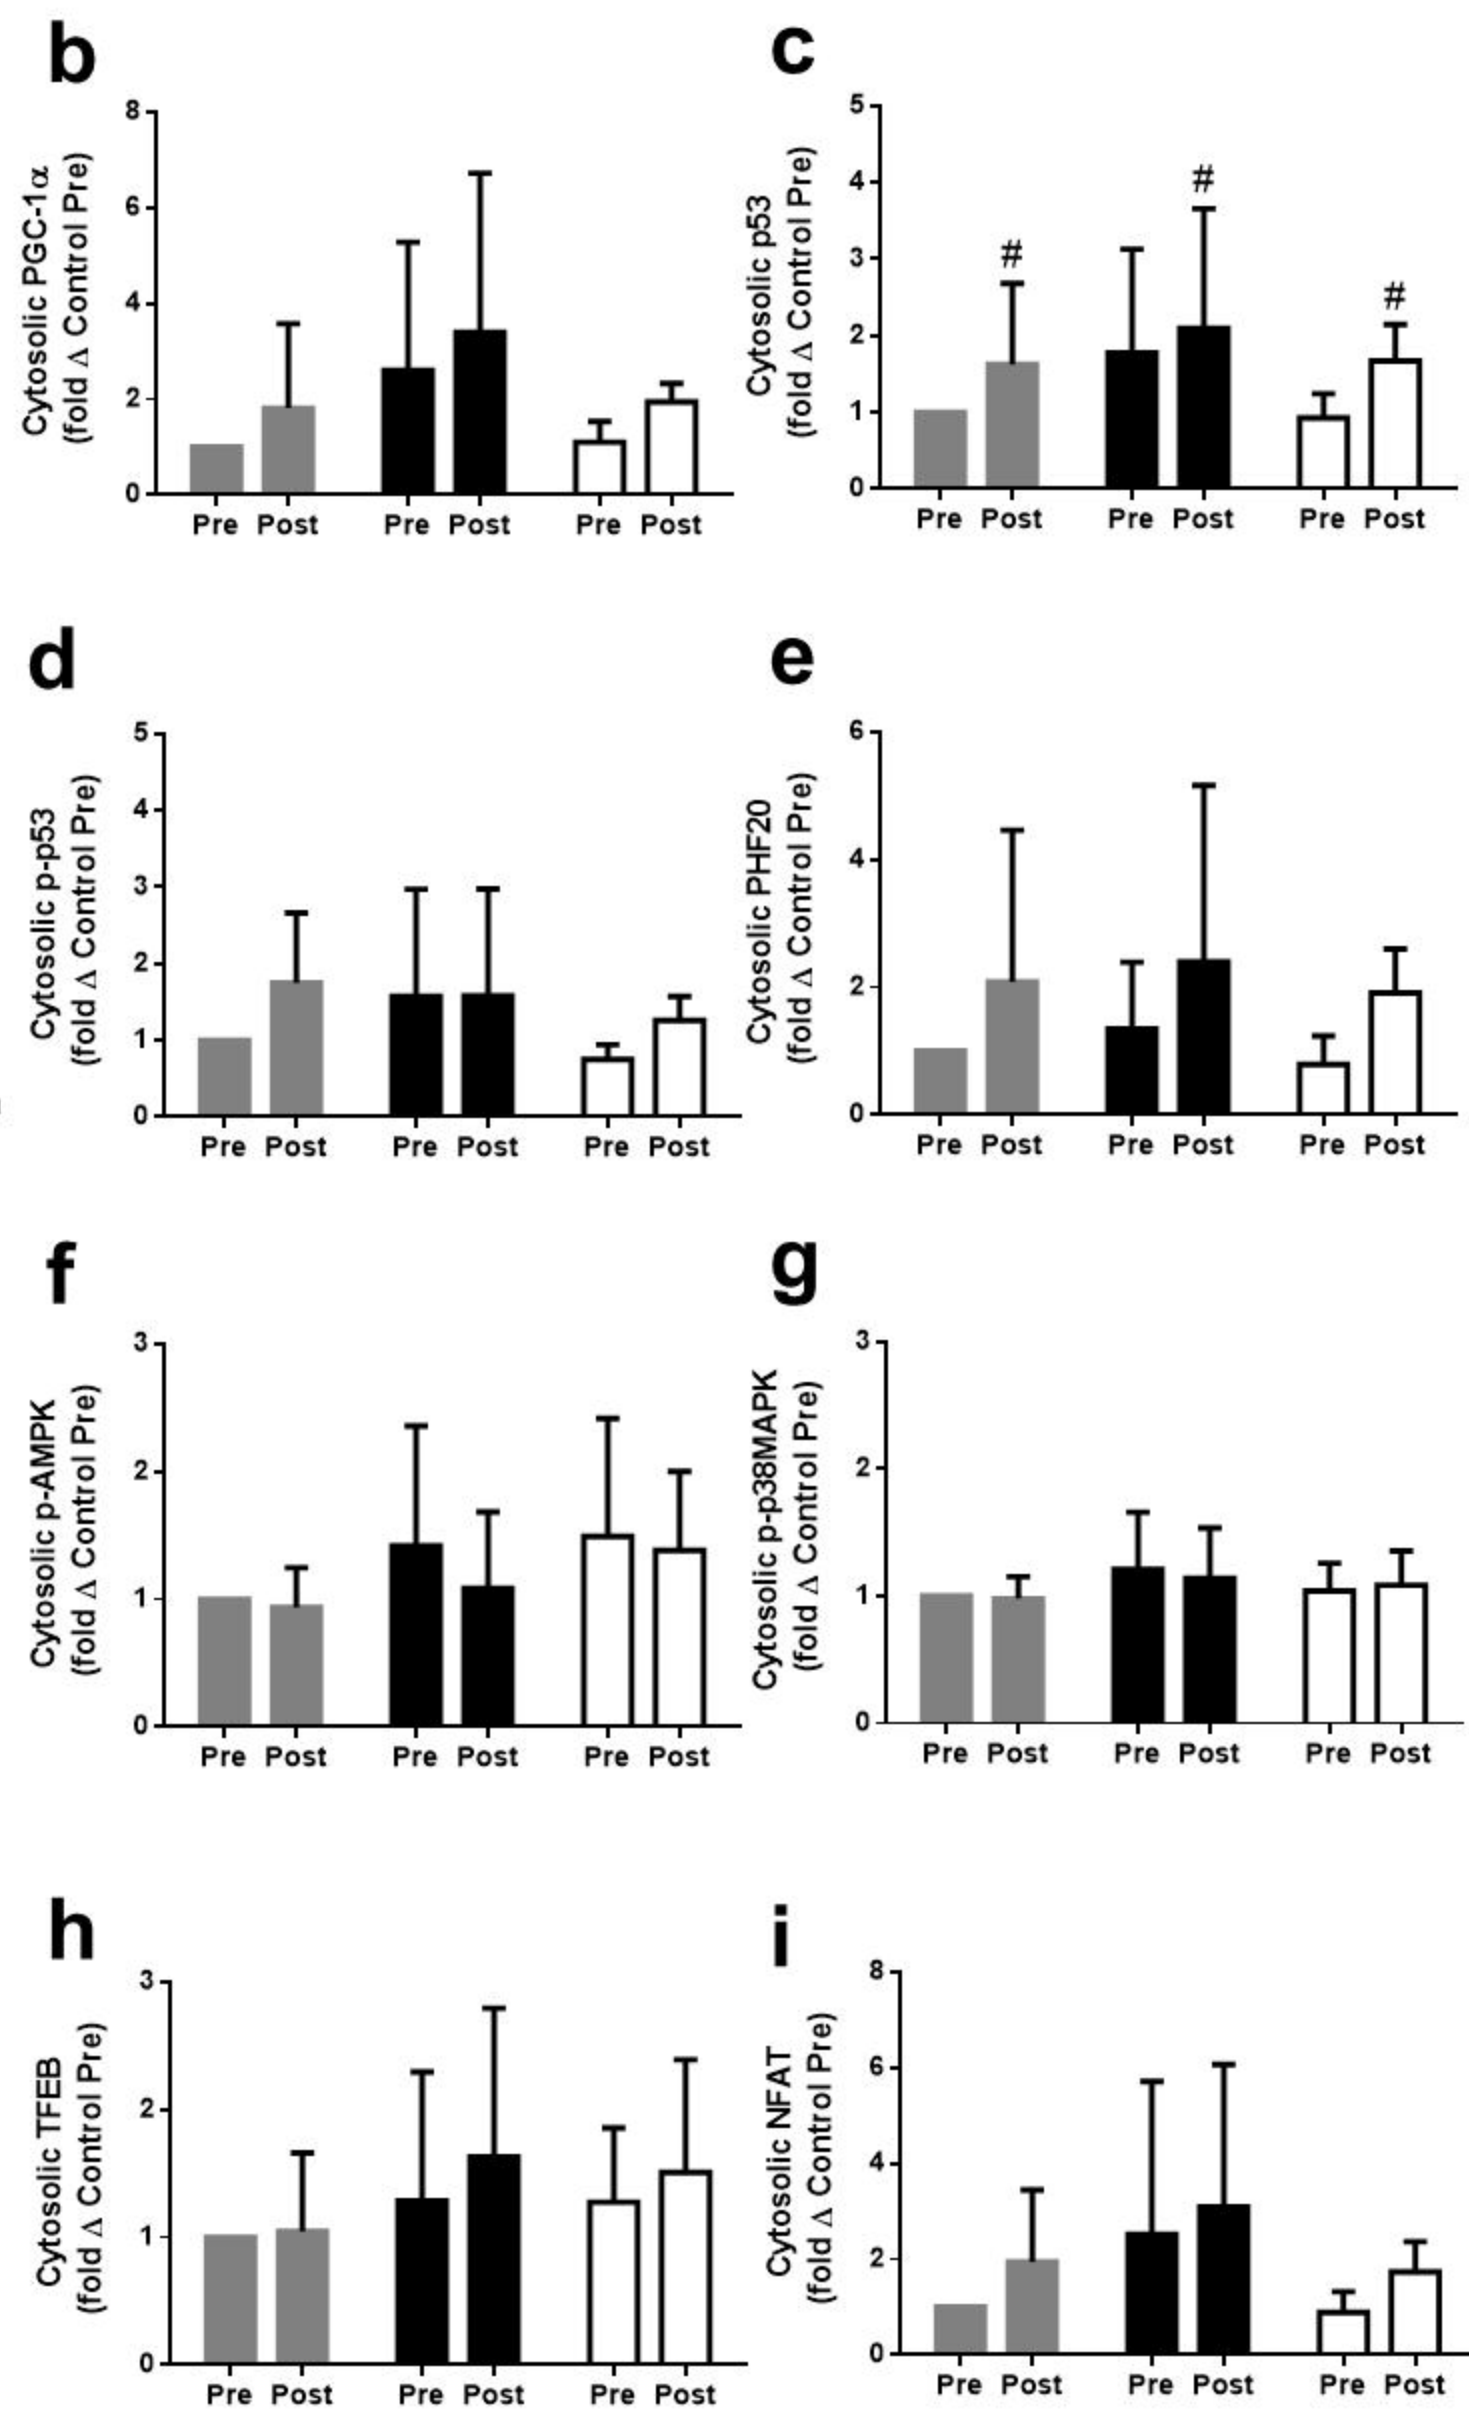 b
8
6
4
2
0
Cytosolic PGC-1α
(fold Δ Control Pre)
Pre Post Pre Post Pre Post
c
5
4
3
2
1
0
Cytosolic p53
(fold Δ Control Pre)
#
#
#
Pre Post Pre Post Pre Post
d
5
4
3
2
1
0
Cytosolic p-p53
(fold Δ Control Pre)
Pre Post Pre Post Pre Post
e
6
4
2
0
Cytosolic PHF20
(fold Δ Control Pre)
Pre Post Pre Post Pre Post
f
3
2
1
0
Cytosolic p-AMPK
(fold Δ Control Pre)
Pre Post Pre Post Pre Post
g
3
2
1
0
Cytosolic p-p38MAPK
(fold Δ Control Pre)
Pre Post Pre Post Pre Post
h
3
2
1
0
Cytosolic TFEB
(fold Δ Control Pre)
Pre Post Pre Post Pre Post
i
8
6
4
2
0
Cytosolic NFAT
(fold Δ Control Pre)
Pre Post Pre Post Pre Post